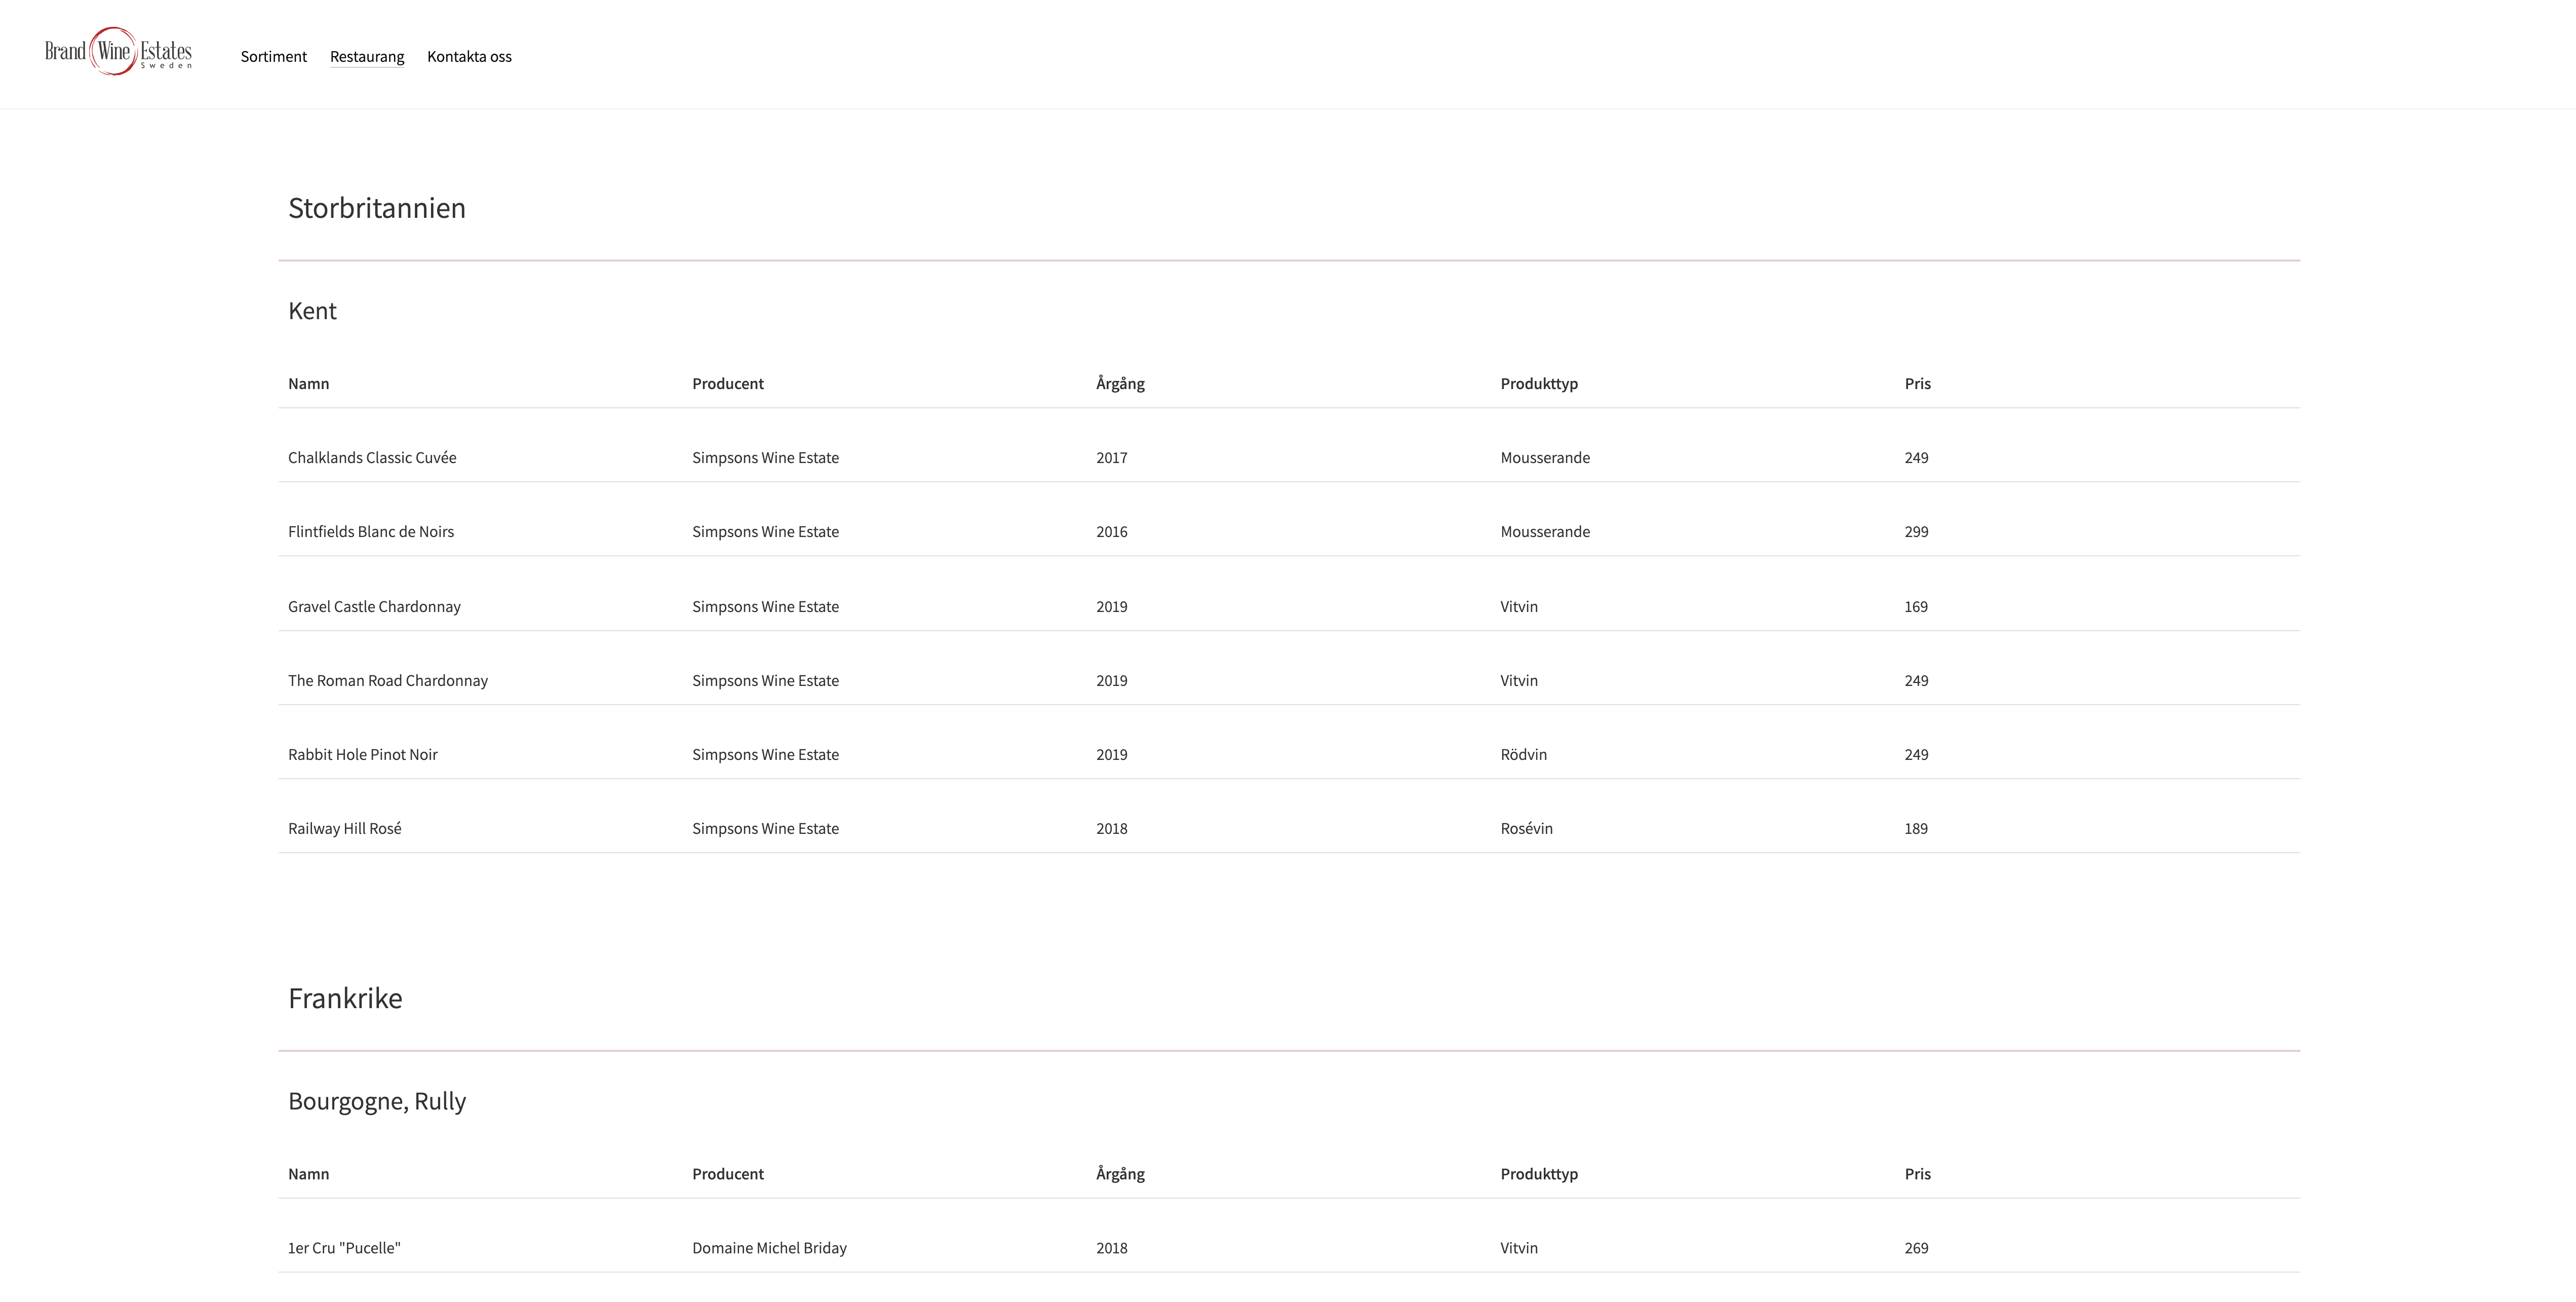 Brand Wine Estates
Sweden
Sortiment Restaurang Kontakta oss
Storbritannien
Kent
Namn Producent Årgång Produkttyp Pris
Chalklands Classic Cuvée Simpsons Wine Estate 2017 Mousserande 249
Flintfields Blanc de Noirs Simpsons Wine Estate 2016 Mousserande 299
Gravel Castle Chardonnay Simpsons Wine Estate 2019 Vitvin 169
The Roman Road Chardonnay Simpsons Wine Estate 2019 Vitvin 249
Rabbit Hole Pinot Noir Simpsons Wine Estate 2019 Rödvin 249
Railway Hill Rosé Simpsons Wine Estate 2018 Rosévin 189
Frankrike
Bourgogne, Rully
Namn Producent Årgång Produkttyp Pris
1er Cru "Pucelle" Domaine Michel Briday 2018 Vitvin 269